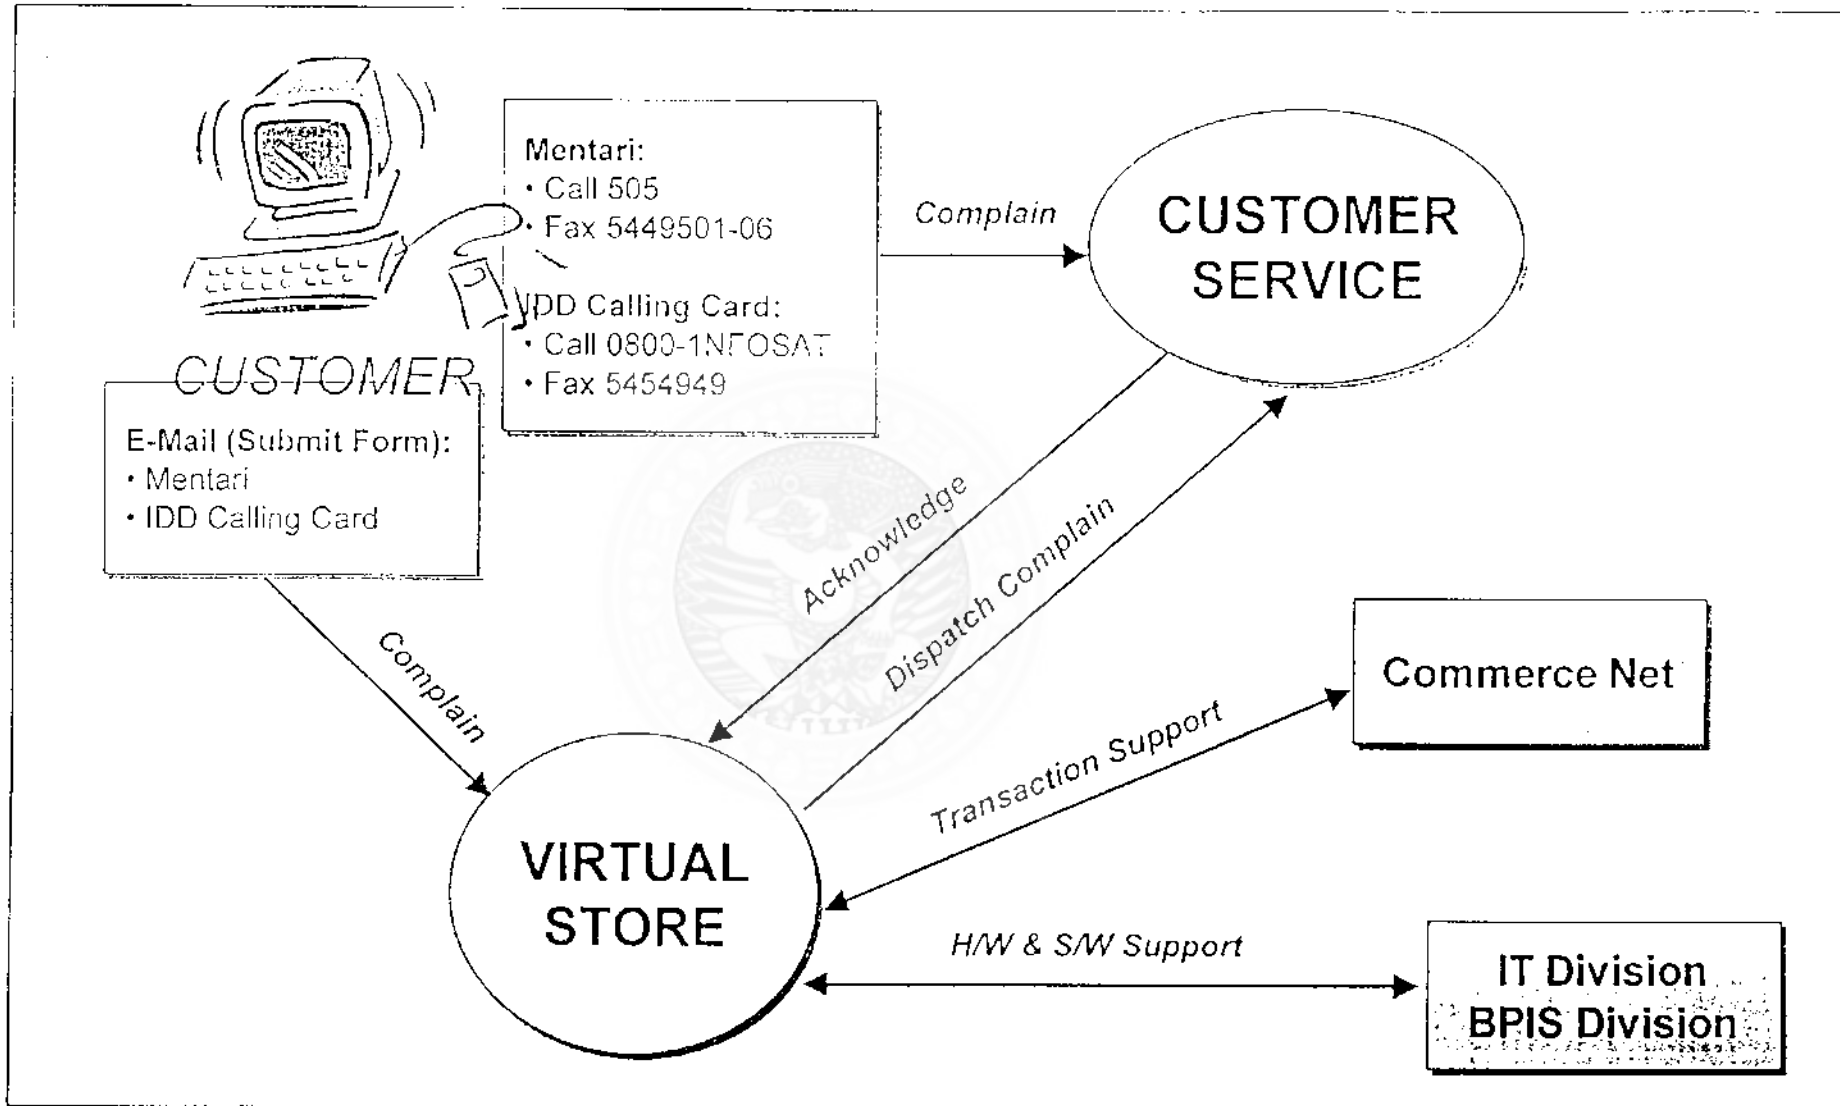 Mentari:
• Call 505
• Fax 5449501-06
IDD Calling Card:
• Call 0800-1NFOSAT
• Fax 5454949
CUSTOMER
E-Mail (Submit Form):
• Mentari
• IDD Calling Card
Complain
CUSTOMER
SERVICE
Acknowledge
Dispatch Complain
Complain
VIRTUAL
STORE
Transaction Support
Commerce Net
H/W & S/W Support
IT Division
BPIS Division